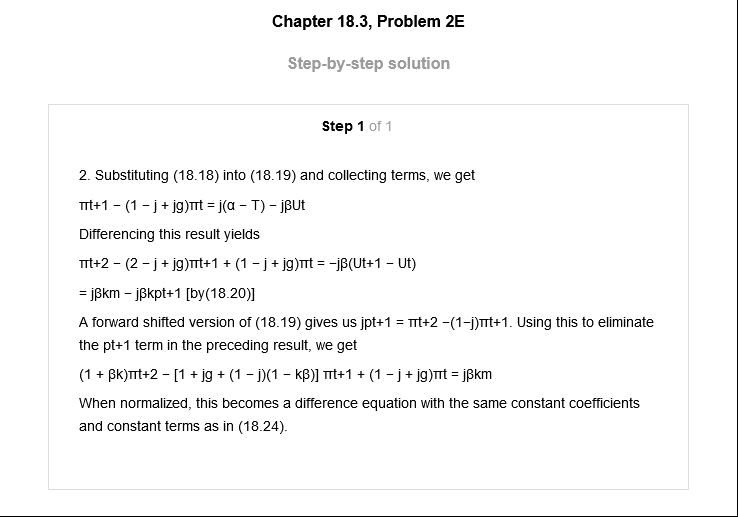 Chapter 18.3, Problem 2E
Step-by-step solution
Step 1 of 1
2. Substituting (18.18) into (18.19) and collecting terms, we get
πt+1 − (1 − j + jg)πt = j(α − T) − jβUt
Differencing this result yields
πt+2 − (2 − j + jg)πt+1 + (1 − j + jg)πt = −jβ(Ut+1 − Ut)
= jβkm − jβkpt+1 [by(18.20)]
A forward shifted version of (18.19) gives us jpt+1 = πt+2 −(1−j)πt+1. Using this to eliminate
the pt+1 term in the preceding result, we get
(1 + βk)πt+2 − [1 + jg + (1 − j)(1 − kβ)] πt+1 + (1 − j + jg)πt = jβkm
When normalized, this becomes a difference equation with the same constant coefficients
and constant terms as in (18.24).